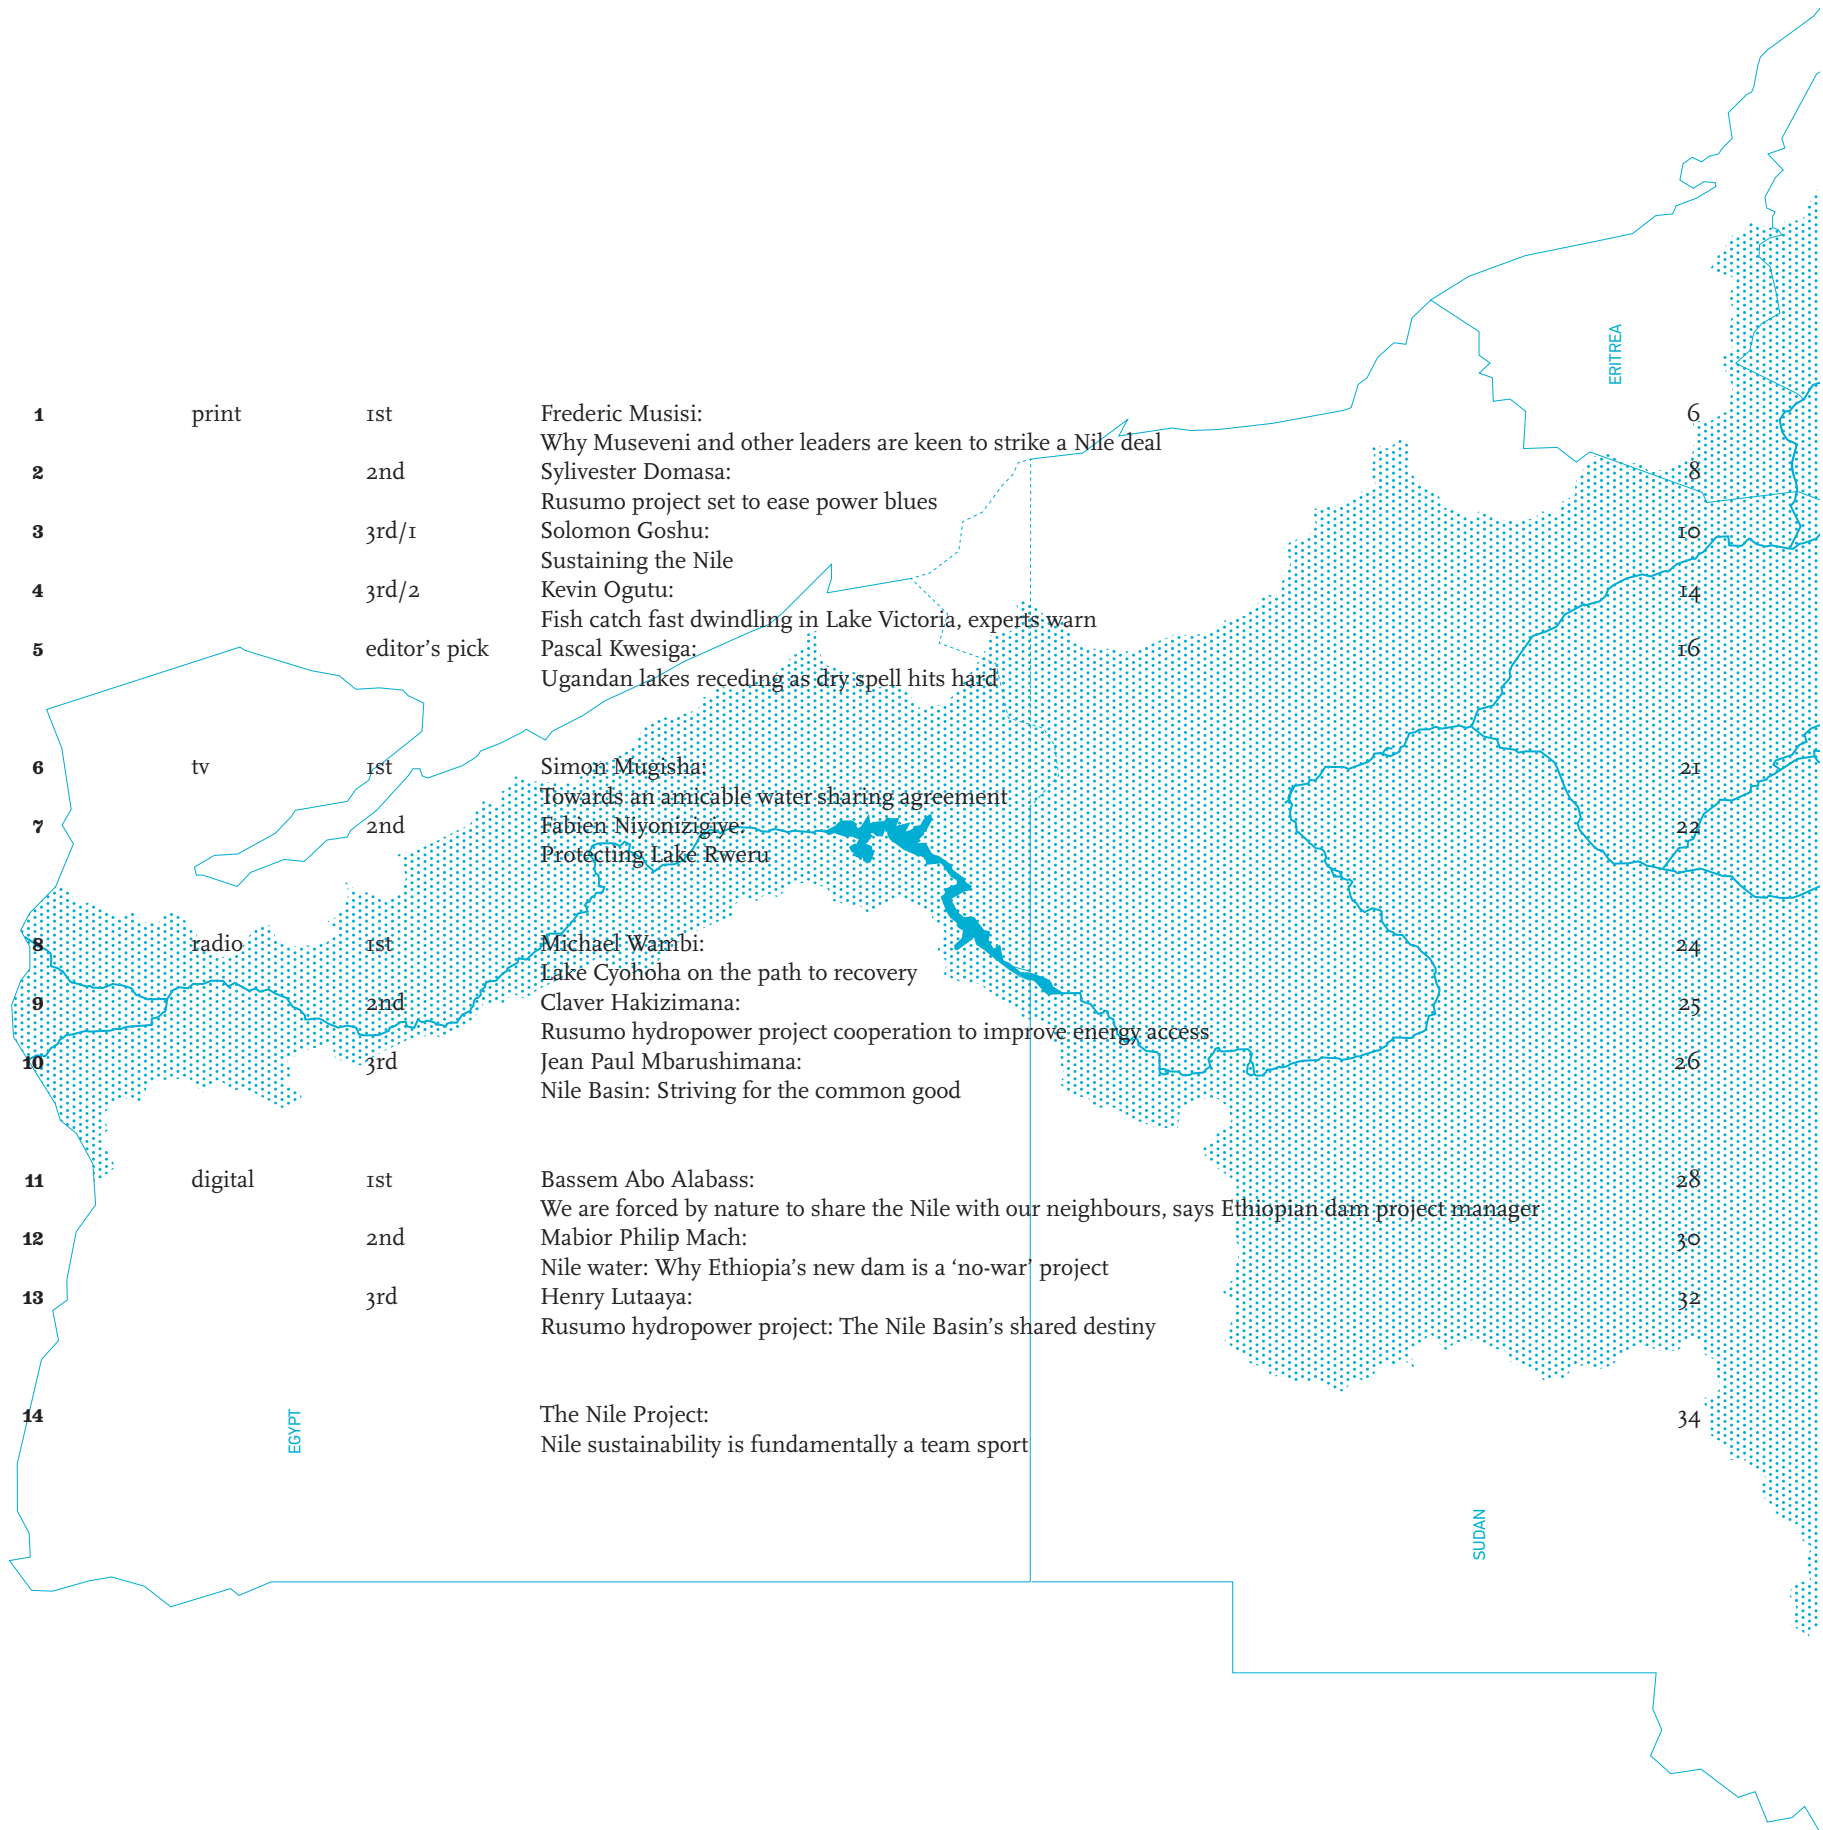 1 print 1st Frederic Musisi: 6
Why Museveni and other leaders are keen to strike a Nile deal
2 2nd Sylivester Domasa: 8
Rusumo project set to ease power blues
3 3rd/1 Solomon Goshu: 10
Sustaining the Nile
4 3rd/2 Kevin Ogutu: 14
Fish catch fast dwindling in Lake Victoria, experts warn
5 editor's pick Pascal Kwesiga: 16
Ugandan lakes receding as dry spell hits hard
6 tv 1st Simon Mugisha: 21
Towards an amicable water sharing agreement
7 2nd Fabien Niyonizigiye: 22
Protecting Lake Rweru
8 radio 1st Michael Wambi: 24
Lake Cyohoha on the path to recovery
9 2nd Claver Hakizimana: 25
Rusumo hydropower project cooperation to improve energy access
10 3rd Jean Paul Mbarushimana: 26
Nile Basin: Striving for the common good
11 digital 1st Bassem Abo Alabass: 28
We are forced by nature to share the Nile with our neighbours, says Ethiopian dam project manager
12 2nd Mabior Philip Mach: 30
Nile water: Why Ethiopia's new dam is a ‘no-war’ project
13 3rd Henry Lutaaya: 32
Rusumo hydropower project: The Nile Basin's shared destiny
14 The Nile Project: 34
Nile sustainability is fundamentally a team sport
ERITREA
EGYPT
SUDAN